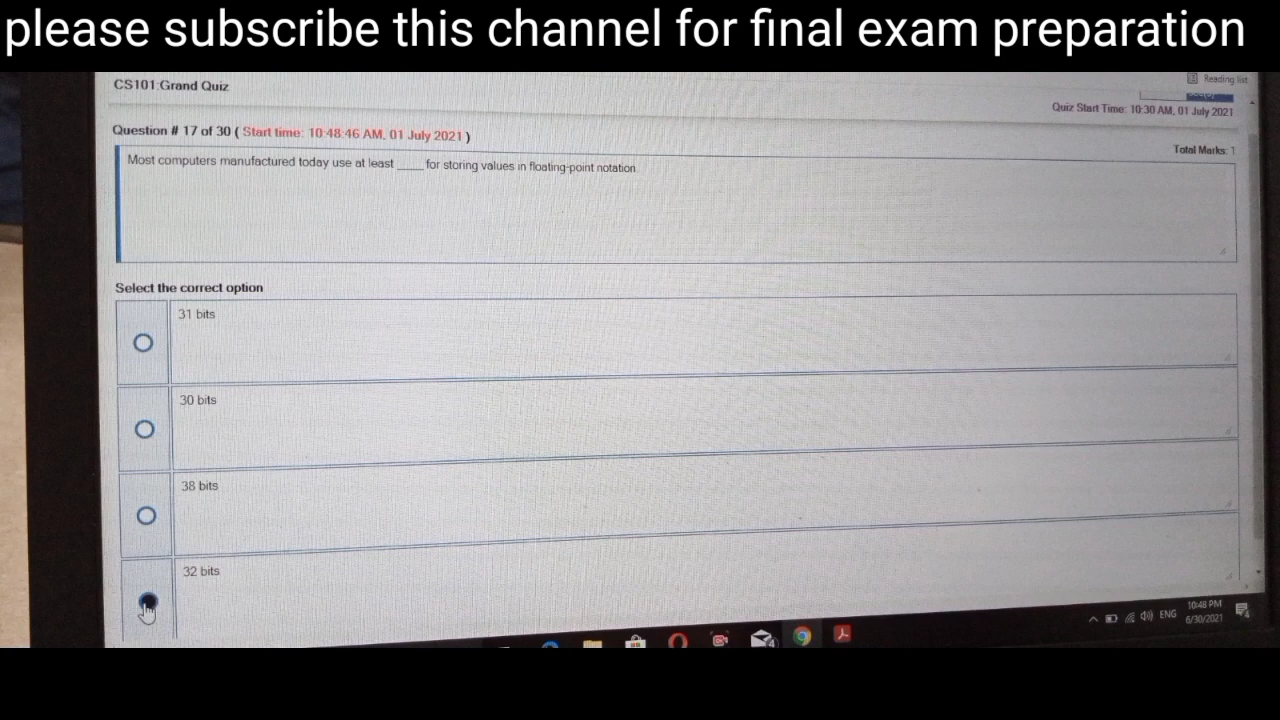 please subscribe this channel for final exam preparation
Reading list
CS101:Grand Quiz
Quiz Start Time: 10:30 AM, 01 July 2021
Question # 17 of 30 ( Start time: 10:48:46 AM, 01 July 2021 )
Total Marks: 1
Most computers manufactured today use at least _____ for storing values in floating-point notation.
Select the correct option
31 bits
30 bits
38 bits
32 bits
ENG
10:48 PM
6/30/2021